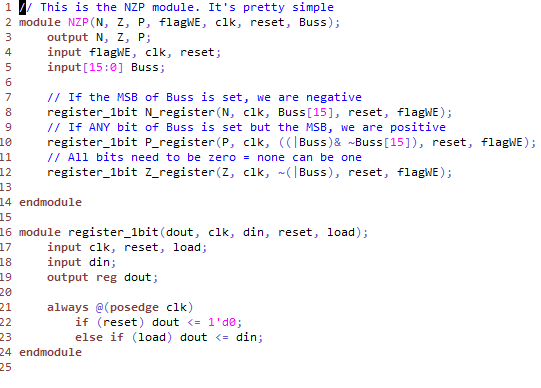 1 // This is the NZP module. It's pretty simple
2 module NZP(N, Z, P, flagWE, clk, reset, Buss);
3     output N, Z, P;
4     input flagWE, clk, reset;
5     input[15:0] Buss;
6
7     // If the MSB of Buss is set, we are negative
8     register_1bit N_register(N, clk, Buss[15], reset, flagWE);
9     // If ANY bit of Buss is set but the MSB, we are positive
10     register_1bit P_register(P, clk, ((|Buss)& ~Buss[15]), reset, flagWE);
11     // All bits need to be zero = none can be one
12     register_1bit Z_register(Z, clk, ~(|Buss), reset, flagWE);
13
14 endmodule
15
16 module register_1bit(dout, clk, din, reset, load);
17     input clk, reset, load;
18     input din;
19     output reg dout;
20
21     always @(posedge clk)
22         if (reset) dout <= 1'd0;
23         else if (load) dout <= din;
24 endmodule
25